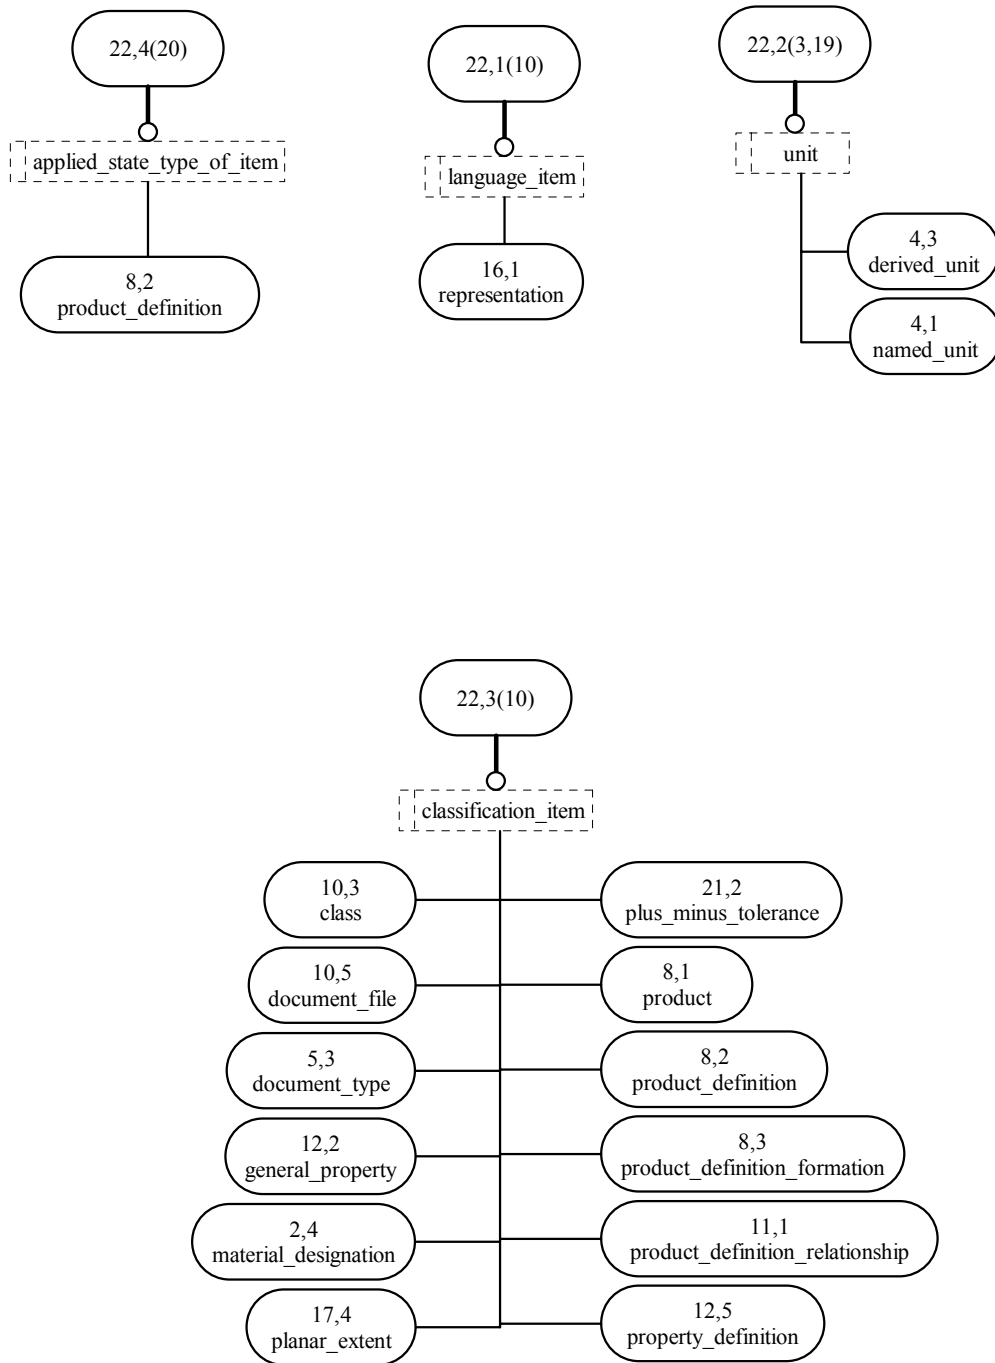 22,4(20)
applied_state_type_of_item
8,2
product_definition
22,1(10)
language_item
16,1
representation
22,2(3,19)
unit
4,3
derived_unit
4,1
named_unit
22,3(10)
classification_item
10,3
class
10,5
document_file
5,3
document_type
12,2
general_property
2,4
material_designation
17,4
planar_extent
21,2
plus_minus_tolerance
8,1
product
8,2
product_definition
8,3
product_definition_formation
11,1
product_definition_relationship
12,5
property_definition